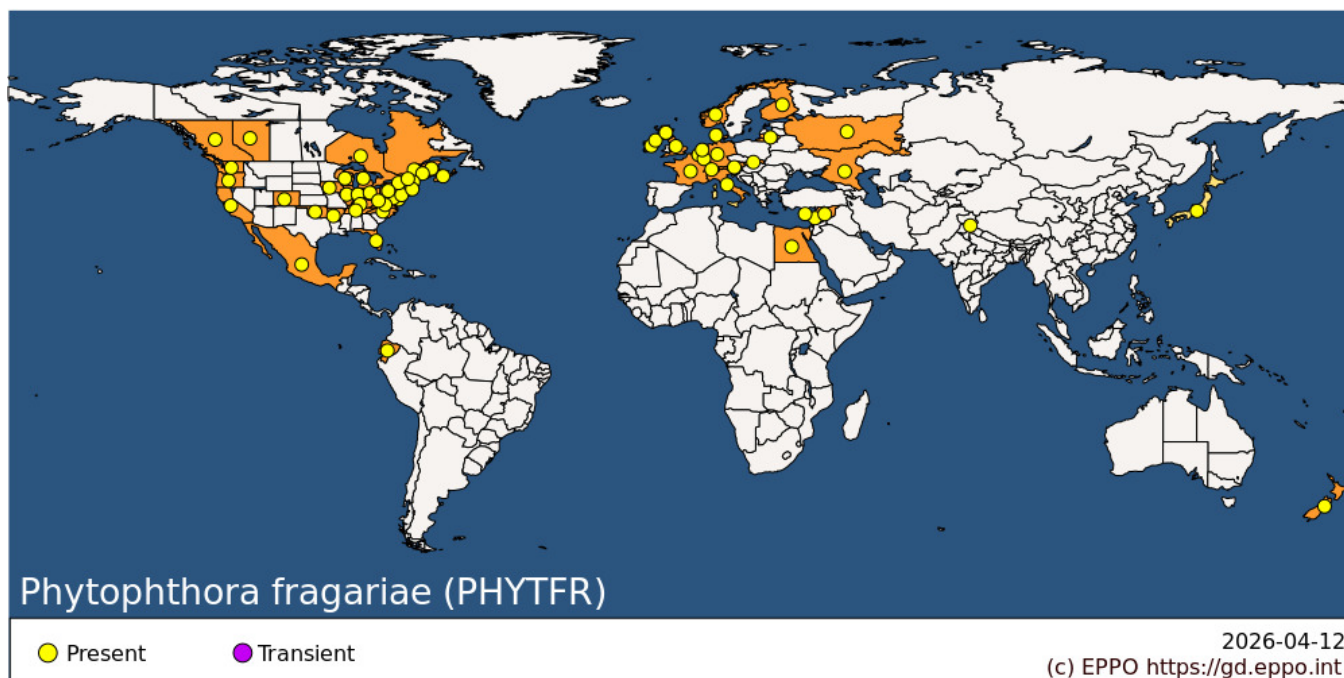 Phytophthora fragariae (PHYTFR)
Present
Transient
2026-04-12
(c) EPPO https://gd.eppo.int